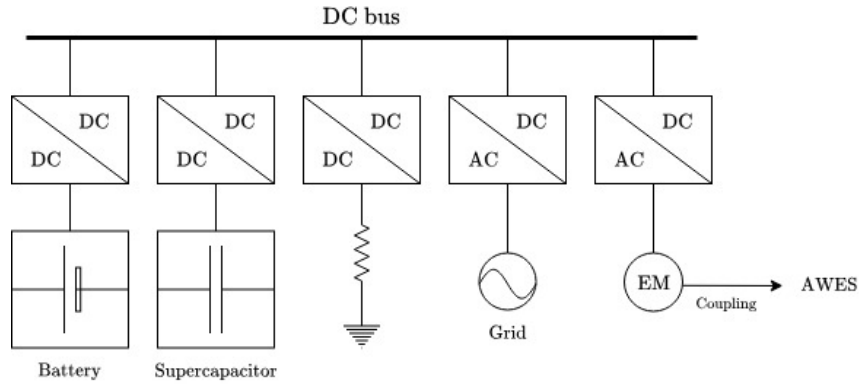 DC bus
DC
DC
DC
DC
DC
DC
DC
AC
DC
AC
EM
Coupling
AWES
Grid
Battery
Supercapacitor